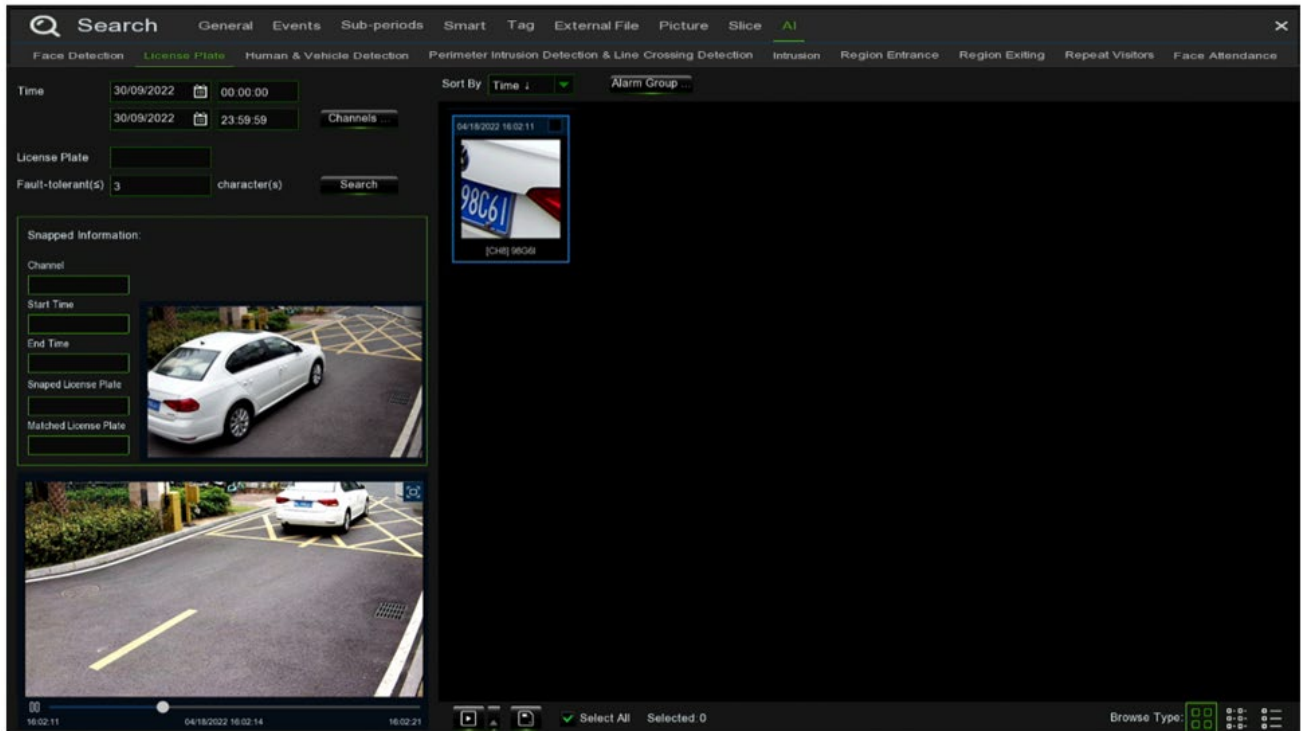 Search General Events Sub-periods Smart Tag External File Picture Slice AI
Face Detection License Plate Human & Vehicle Detection Perimeter Intrusion Detection & Line Crossing Detection Intrusion Region Entrance Region Exiting Repeat Visitors Face Attendance
Time 30/09/2022 00:00:00
30/09/2022 23:59:59 Channels ...
License Plate
Fault-tolerant(≤) 3 character(s) Search
Snapped Information:
Channel
Start Time
End Time
Snaped License Plate
Matched License Plate
16:02:11 04/18/2022 16:02:14 16:02:21
Sort By Time ↓ Alarm Group ...
04/18/2022 16:02:11
98C61
[CH8] 98G6I
Select All Selected: 0
Browse Type: